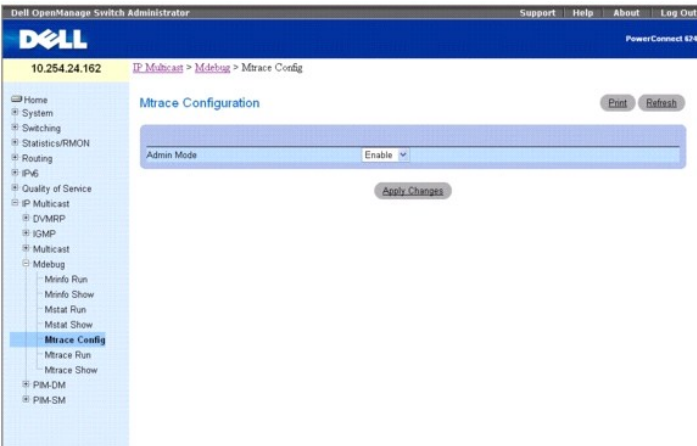 Dell OpenManage Switch Administrator
Support Help About Log Out
DELL
PowerConnect 624
10.254.24.162
IP Multicast > Mdebug > Mtrace Config
Home
System
Switching
Statistics/RMON
Routing
IPv6
Quality of Service
IP Multicast
DVMRP
IGMP
Multicast
Mdebug
Mrinfo Run
Mrinfo Show
Mstat Run
Mstat Show
Mtrace Config
Mtrace Run
Mtrace Show
PIM-DM
PIM-SM
Mtrace Configuration
Print Refresh
Admin Mode Enable
Apply Changes